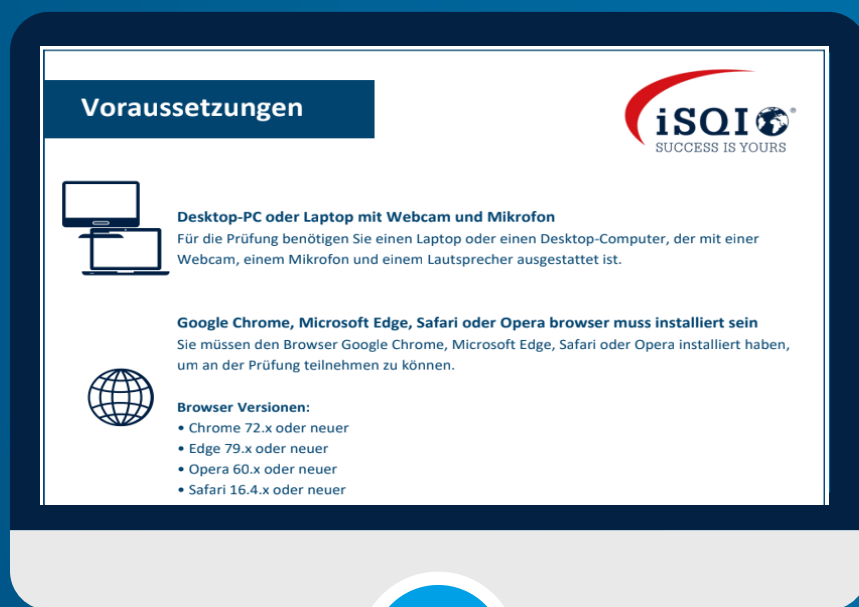 Voraussetzungen
iSQI®
SUCCESS IS YOURS
Desktop-PC oder Laptop mit Webcam und Mikrofon
Für die Prüfung benötigen Sie einen Laptop oder einen Desktop-Computer, der mit einer
Webcam, einem Mikrofon und einem Lautsprecher ausgestattet ist.
Google Chrome, Microsoft Edge, Safari oder Opera browser muss installiert sein
Sie müssen den Browser Google Chrome, Microsoft Edge, Safari oder Opera installiert haben,
um an der Prüfung teilnehmen zu können.
Browser Versionen:
• Chrome 72.x oder neuer
• Edge 79.x oder neuer
• Opera 60.x oder neuer
• Safari 16.4.x oder neuer